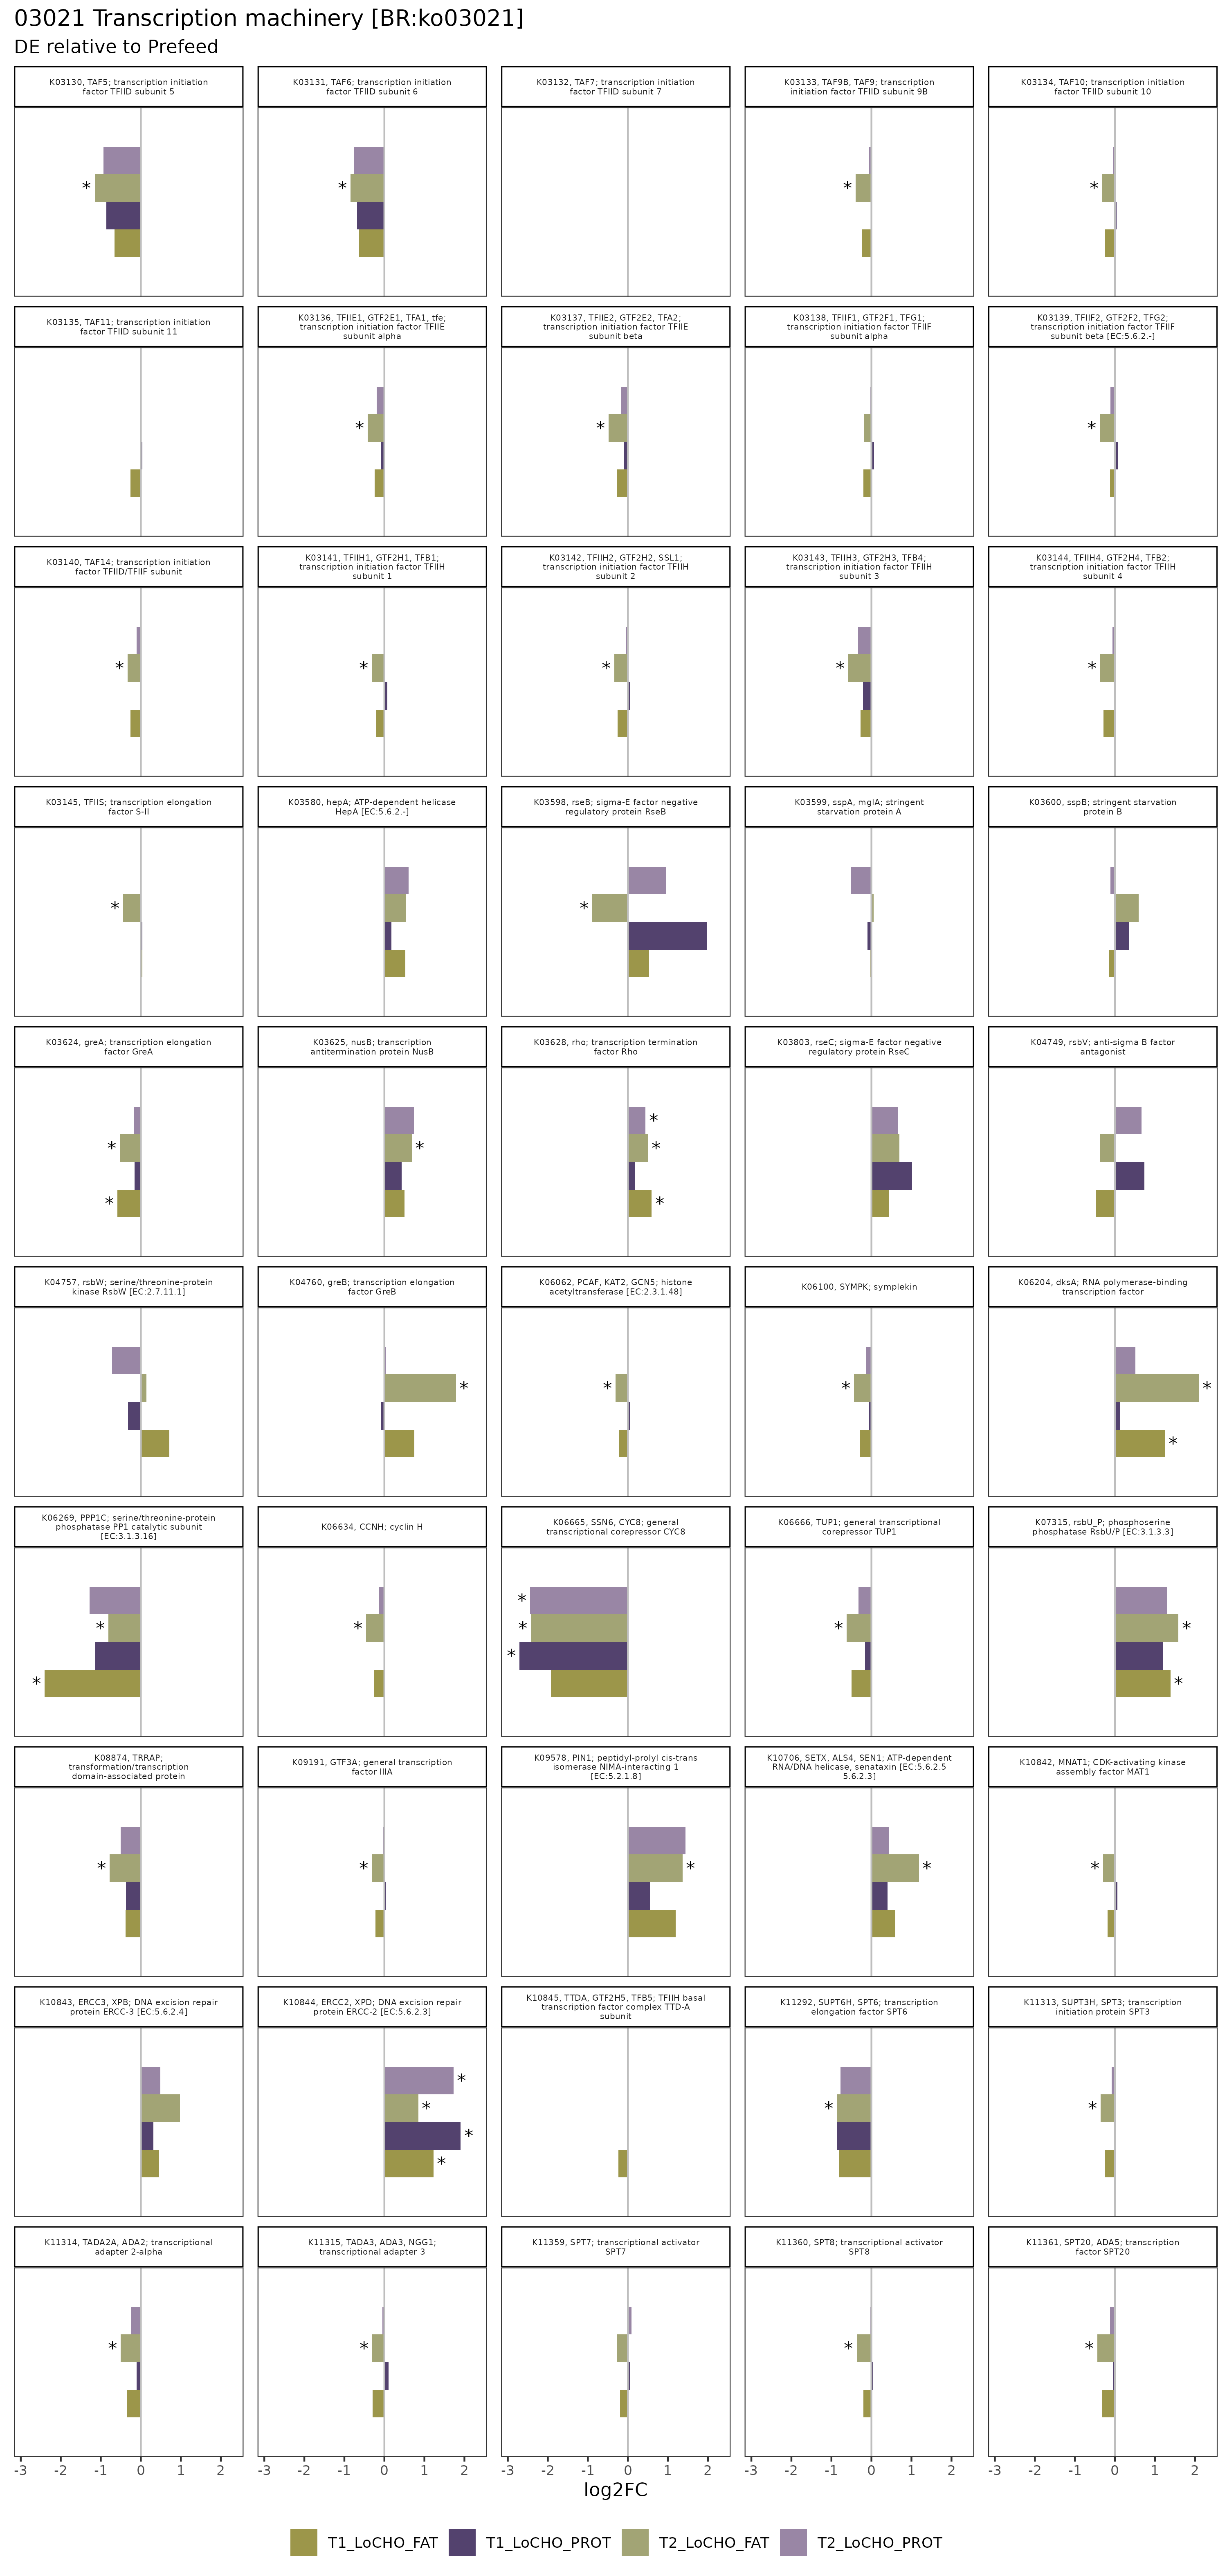 03021 Transcription machinery [BR:ko03021]
DE relative to Prefeed
K03130, TAF5; transcription initiation
factor TFIID subunit 5
K03131, TAF6; transcription initiation
factor TFIID subunit 6
K03132, TAF7; transcription initiation
factor TFIID subunit 7
K03133, TAF9B, TAF9; transcription
initiation factor TFIID subunit 9B
K03134, TAF10; transcription initiation
factor TFIID subunit 10
*
*
*
*
K03135, TAF11; transcription initiation
factor TFIID subunit 11
K03136, TFIIE1, GTF2E1, TFA1, tfe;
transcription initiation factor TFIIE
subunit alpha
K03137, TFIIE2, GTF2E2, TFA2;
transcription initiation factor TFIIE
subunit beta
K03138, TFIIF1, GTF2F1, TFG1;
transcription initiation factor TFIIF
subunit alpha
K03139, TFIIF2, GTF2F2, TFG2;
transcription initiation factor TFIIF
subunit beta [EC:5.6.2.-]
*
*
*
K03140, TAF14; transcription initiation
factor TFIID/TFIIF subunit
K03141, TFIIH1, GTF2H1, TFB1;
transcription initiation factor TFIIH
subunit 1
K03142, TFIIH2, GTF2H2, SSL1;
transcription initiation factor TFIIH
subunit 2
K03143, TFIIH3, GTF2H3, TFB4;
transcription initiation factor TFIIH
subunit 3
K03144, TFIIH4, GTF2H4, TFB2;
transcription initiation factor TFIIH
subunit 4
*
*
*
*
*
K03145, TFIIS; transcription elongation
factor S-II
K03580, hepA; ATP-dependent helicase
HepA [EC:5.6.2.-]
K03598, rseB; sigma-E factor negative
regulatory protein RseB
K03599, sspA, mglA; stringent
starvation protein A
K03600, sspB; stringent starvation
protein B
*
*
K03624, greA; transcription elongation
factor GreA
K03625, nusB; transcription
antitermination protein NusB
K03628, rho; transcription termination
factor Rho
K03803, rseC; sigma-E factor negative
regulatory protein RseC
K04749, rsbV; anti-sigma B factor
antagonist
*
*
*
*
*
*
K04757, rsbW; serine/threonine-protein
kinase RsbW [EC:2.7.11.1]
K04760, greB; transcription elongation
factor GreB
K06062, PCAF, KAT2, GCN5; histone
acetyltransferase [EC:2.3.1.48]
K06100, SYMPK; symplekin
K06204, dksA; RNA polymerase-binding
transcription factor
*
*
*
*
*
K06269, PPP1C; serine/threonine-protein
phosphatase PP1 catalytic subunit
[EC:3.1.3.16]
K06634, CCNH; cyclin H
K06665, SSN6, CYC8; general
transcriptional corepressor CYC8
K06666, TUP1; general transcriptional
corepressor TUP1
K07315, rsbU_P; phosphoserine
phosphatase RsbU/P [EC:3.1.3.3]
*
*
*
*
*
*
*
*
*
K08874, TRRAP;
transformation/transcription
domain-associated protein
K09191, GTF3A; general transcription
factor IIIA
K09578, PIN1; peptidyl-prolyl cis-trans
isomerase NIMA-interacting 1
[EC:5.2.1.8]
K10706, SETX, ALS4, SEN1; ATP-dependent
RNA/DNA helicase, senataxin [EC:5.6.2.5
5.6.2.3]
K10842, MNAT1; CDK-activating kinase
assembly factor MAT1
*
*
*
*
*
K10843, ERCC3, XPB; DNA excision repair
protein ERCC-3 [EC:5.6.2.4]
K10844, ERCC2, XPD; DNA excision repair
protein ERCC-2 [EC:5.6.2.3]
K10845, TTDA, GTF2H5, TFB5; TFIIH basal
transcription factor complex TTD-A
subunit
K11292, SUPT6H, SPT6; transcription
elongation factor SPT6
K11313, SUPT3H, SPT3; transcription
initiation protein SPT3
*
*
*
*
*
*
K11314, TADA2A, ADA2; transcriptional
adapter 2-alpha
K11315, TADA3, ADA3, NGG1;
transcriptional adapter 3
K11359, SPT7; transcriptional activator
SPT7
K11360, SPT8; transcriptional activator
SPT8
K11361, SPT20, ADA5; transcription
factor SPT20
*
*
*
*
-3 -2 -1 0 1 2 -3 -2 -1 0 1 2 -3 -2 -1 0 1 2 -3 -2 -1 0 1 2 -3 -2 -1 0 1 2
log2FC
T1_LoCHO_FAT T1_LoCHO_PROT T2_LoCHO_FAT T2_LoCHO_PROT